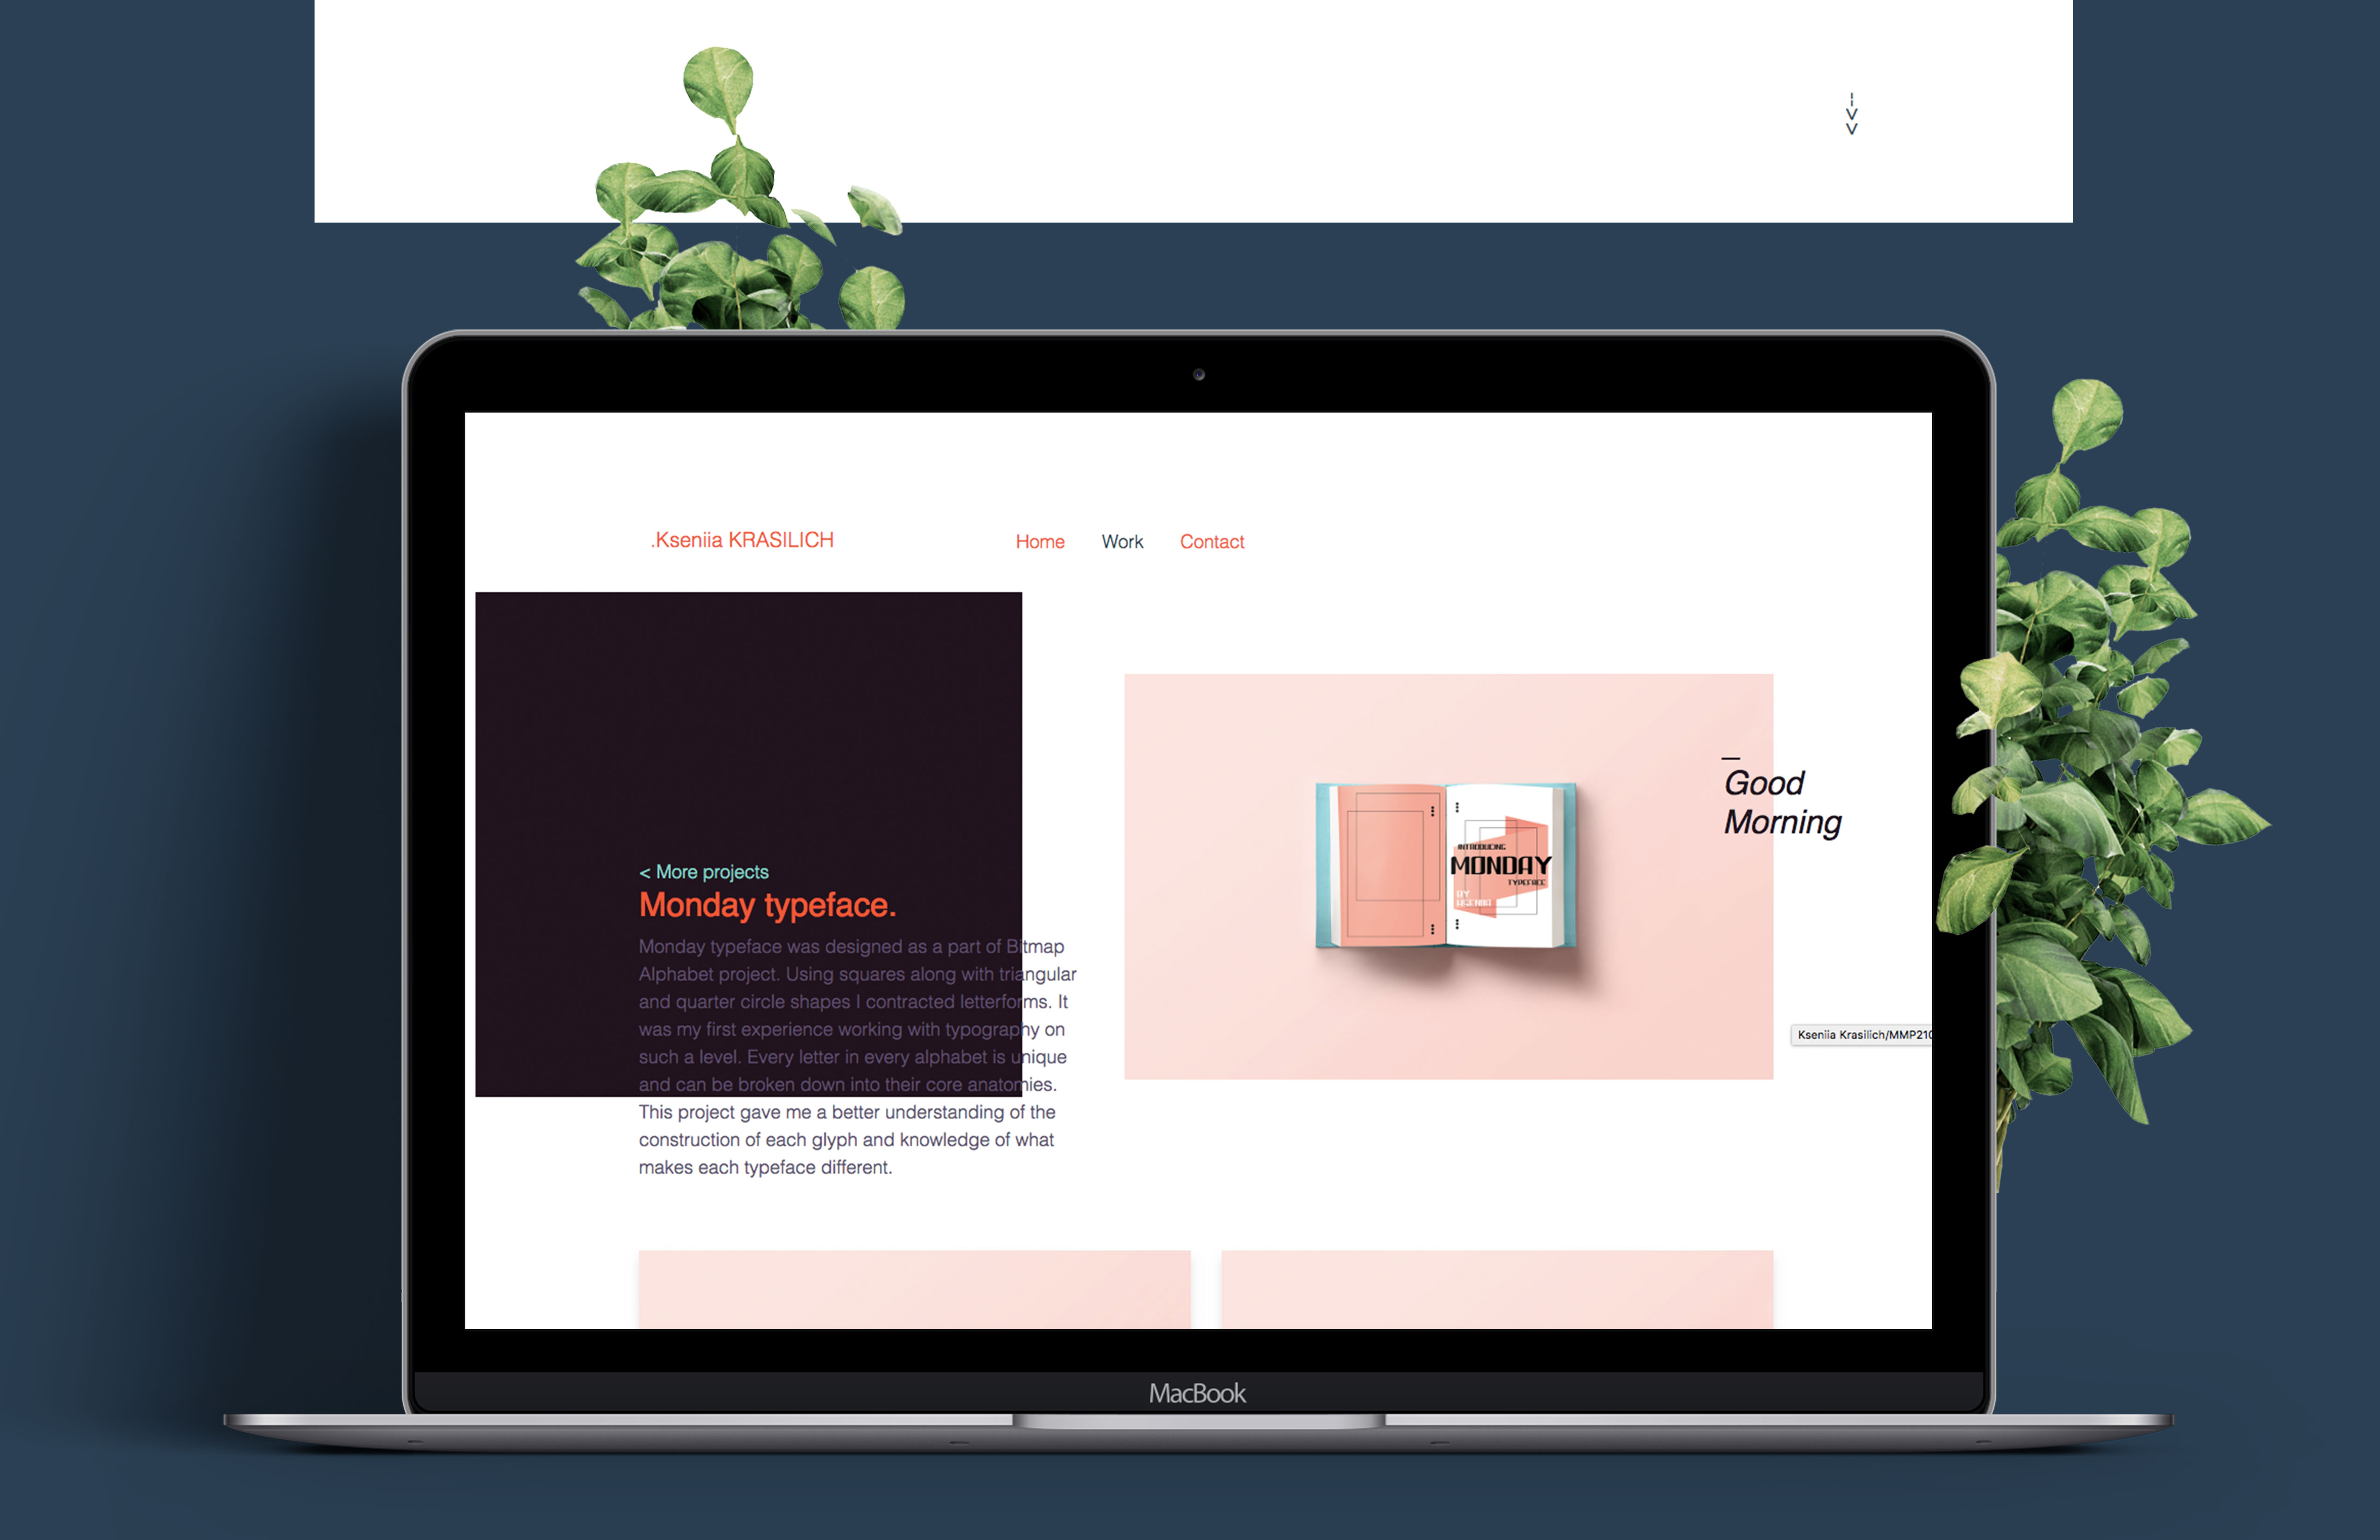 .Kseniia KRASILICH
Home Work Contact
< More projects
Monday typeface.
Monday typeface was designed as a part of Bitmap
Alphabet project. Using squares along with triangular
and quarter circle shapes I contracted letterforms. It
was my first experience working with typography on
such a level. Every letter in every alphabet is unique
and can be broken down into their core anatomies.
This project gave me a better understanding of the
construction of each glyph and knowledge of what
makes each typeface different.
INTRODUCING
MONDAY
TYPEFACE
BY
Good
Morning
Kseniia Krasilich/MMP210
MacBook